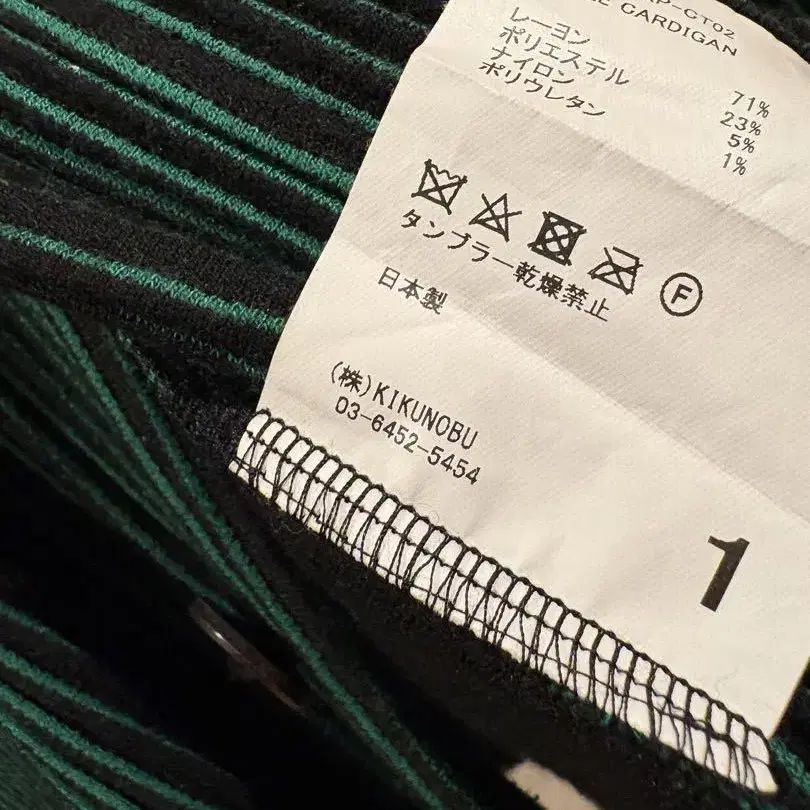 P-CT02
CARDIGAN
レーヨン 71%
ポリエステル 23%
ナイロン 5%
ポリウレタン 1%
F
タンブラー乾燥禁止
日本製
(株)KIKUNOBU
03-6452-5454
1